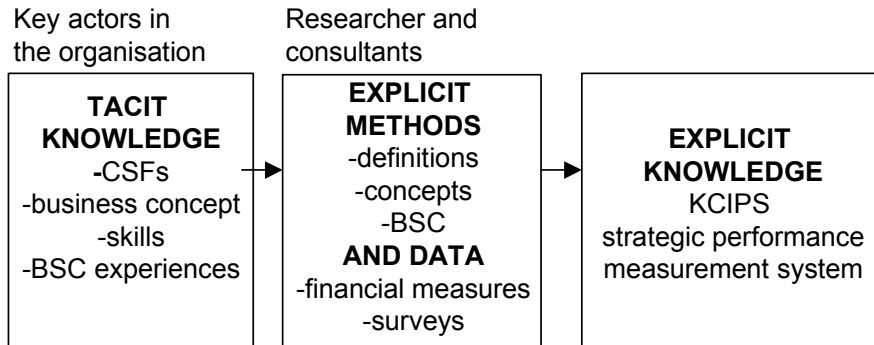 Key actors in
the organisation
TACIT
KNOWLEDGE
-CSFs
-business concept
-skills
-BSC experiences
Researcher and
consultants
EXPLICIT
METHODS
-definitions
-concepts
-BSC
AND DATA
-financial measures
-surveys
EXPLICIT
KNOWLEDGE
KCIPS
strategic performance
measurement system